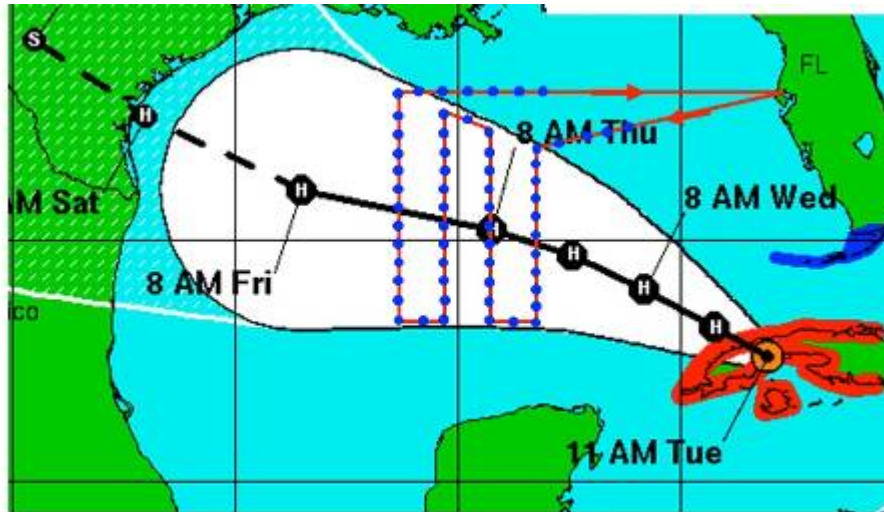 S
FL
H
8 AM Thu
AM Sat
H
8 AM Wed
H
H
8 AM Fri
H
ico
H
11 AM Tue